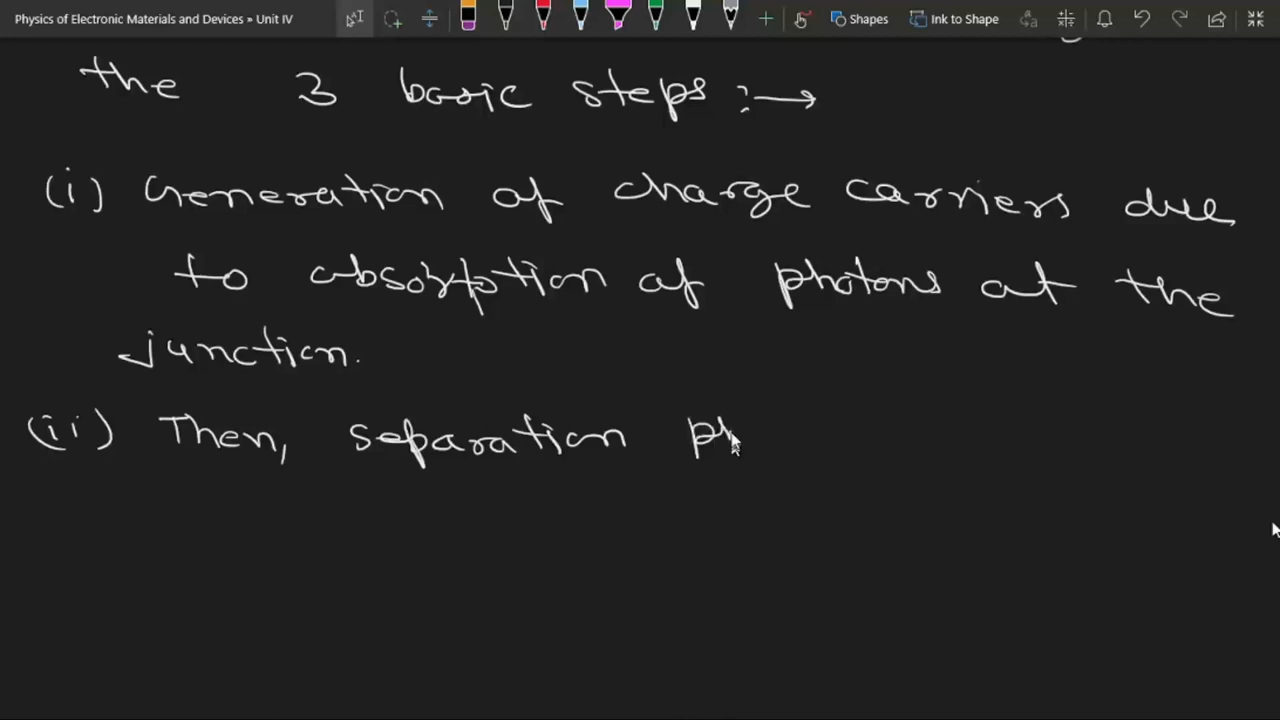 Physics of Electronic Materials and Devices » Unit IV
Shapes
Ink to Shape
the 3 basic steps :→
(i) Generation of charge carriers due
to absorption of photons at the
junction.
(ii) Then, separation